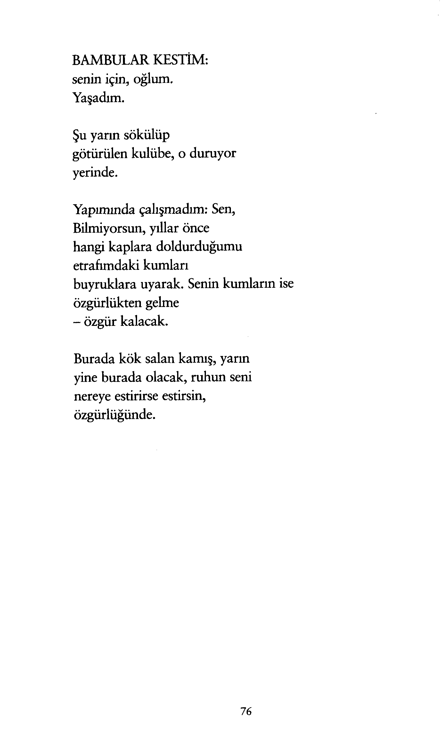 BAMBULAR KESTİM:
senin için, oğlum.
Yaşadım.
Şu yarın sökülüp
götürülen kulübe, o duruyor
yerinde.
Yapımında çalışmadım: Sen,
Bilmiyorsun, yıllar önce
hangi kaplara doldurduğumu
etrafımdaki kumları
buyruklara uyarak. Senin kumların ise
özgürlükten gelme
– özgür kalacak.
Burada kök salan kamış, yarın
yine burada olacak, ruhun seni
nereye estirirse estirsin,
özgürlüğünde.
76